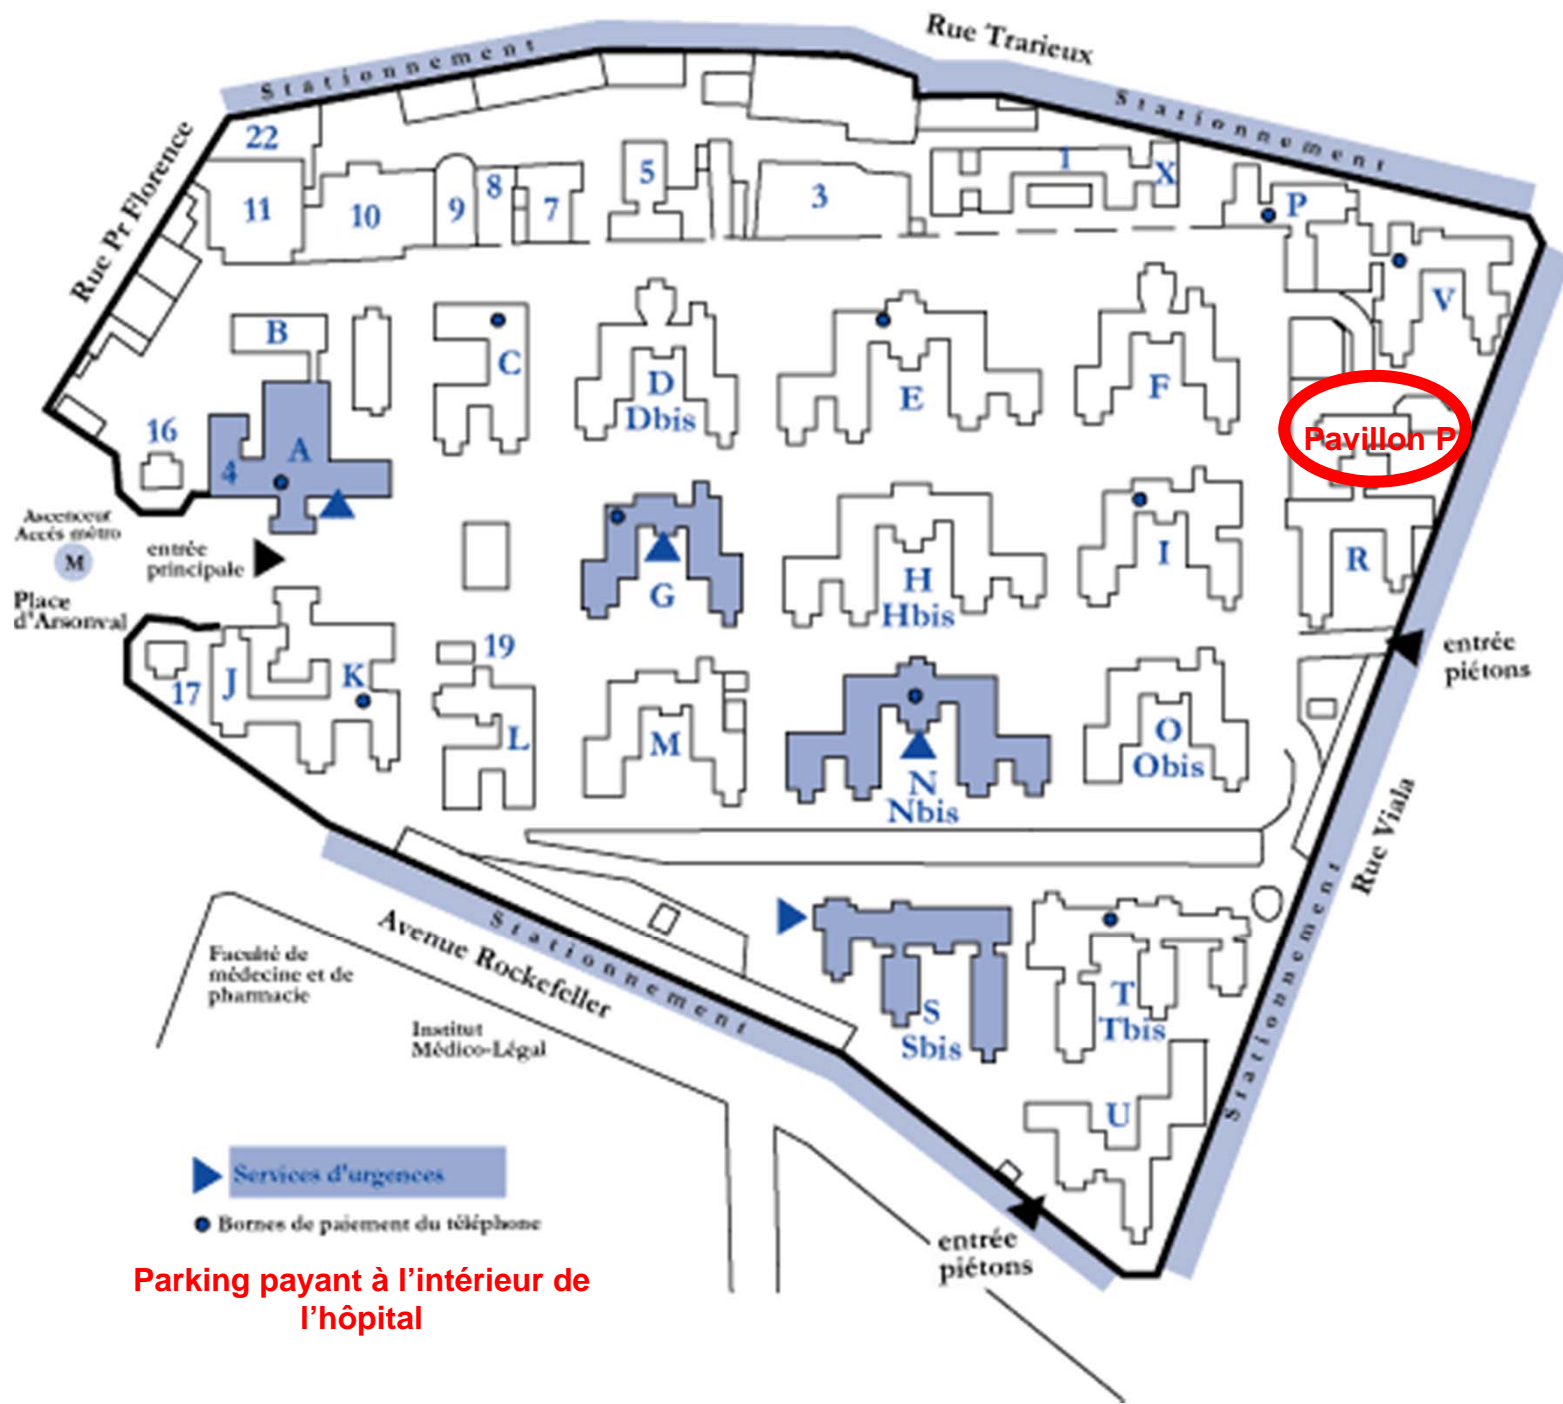 Rue Trarieux
Stationnement
Stationnement
Rue Pr Florence
22
11
10
9
8
7
5
3
1
X
P
V
B
C
D
Dbis
E
F
Pavillon P
16
4
A
Ascenceur
Accès métro
M
entrée
principale
Place
d'Arsonval
G
H
Hbis
I
R
entrée
piétons
19
17
J
K
L
M
N
Nbis
O
Obis
Rue Viala
Stationnement
Avenue Rockefeller
Stationnement
Faculté de
médecine et de
pharmacie
Institut
Médico-Légal
S
Sbis
T
Tbis
U
Services d'urgences
Bornes de paiement du téléphone
entrée
piétons
Parking payant à l’intérieur de
l’hôpital